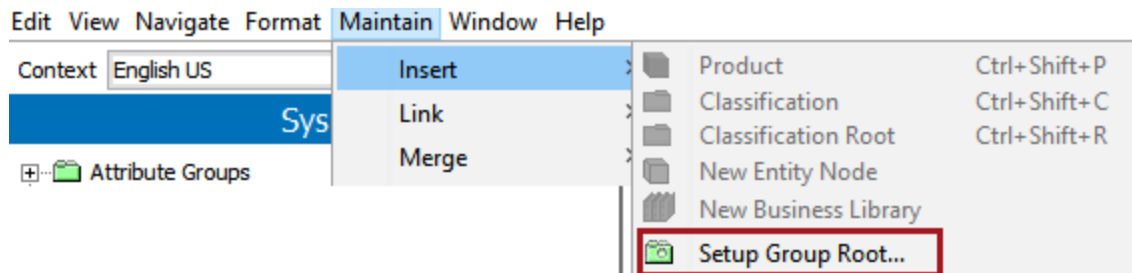 Edit View Navigate Format Maintain Window Help
Context English US
Insert
Product Ctrl+Shift+P
Classification Ctrl+Shift+C
Link
Classification Root Ctrl+Shift+R
Sys
Merge
New Entity Node
Attribute Groups
New Business Library
Setup Group Root...